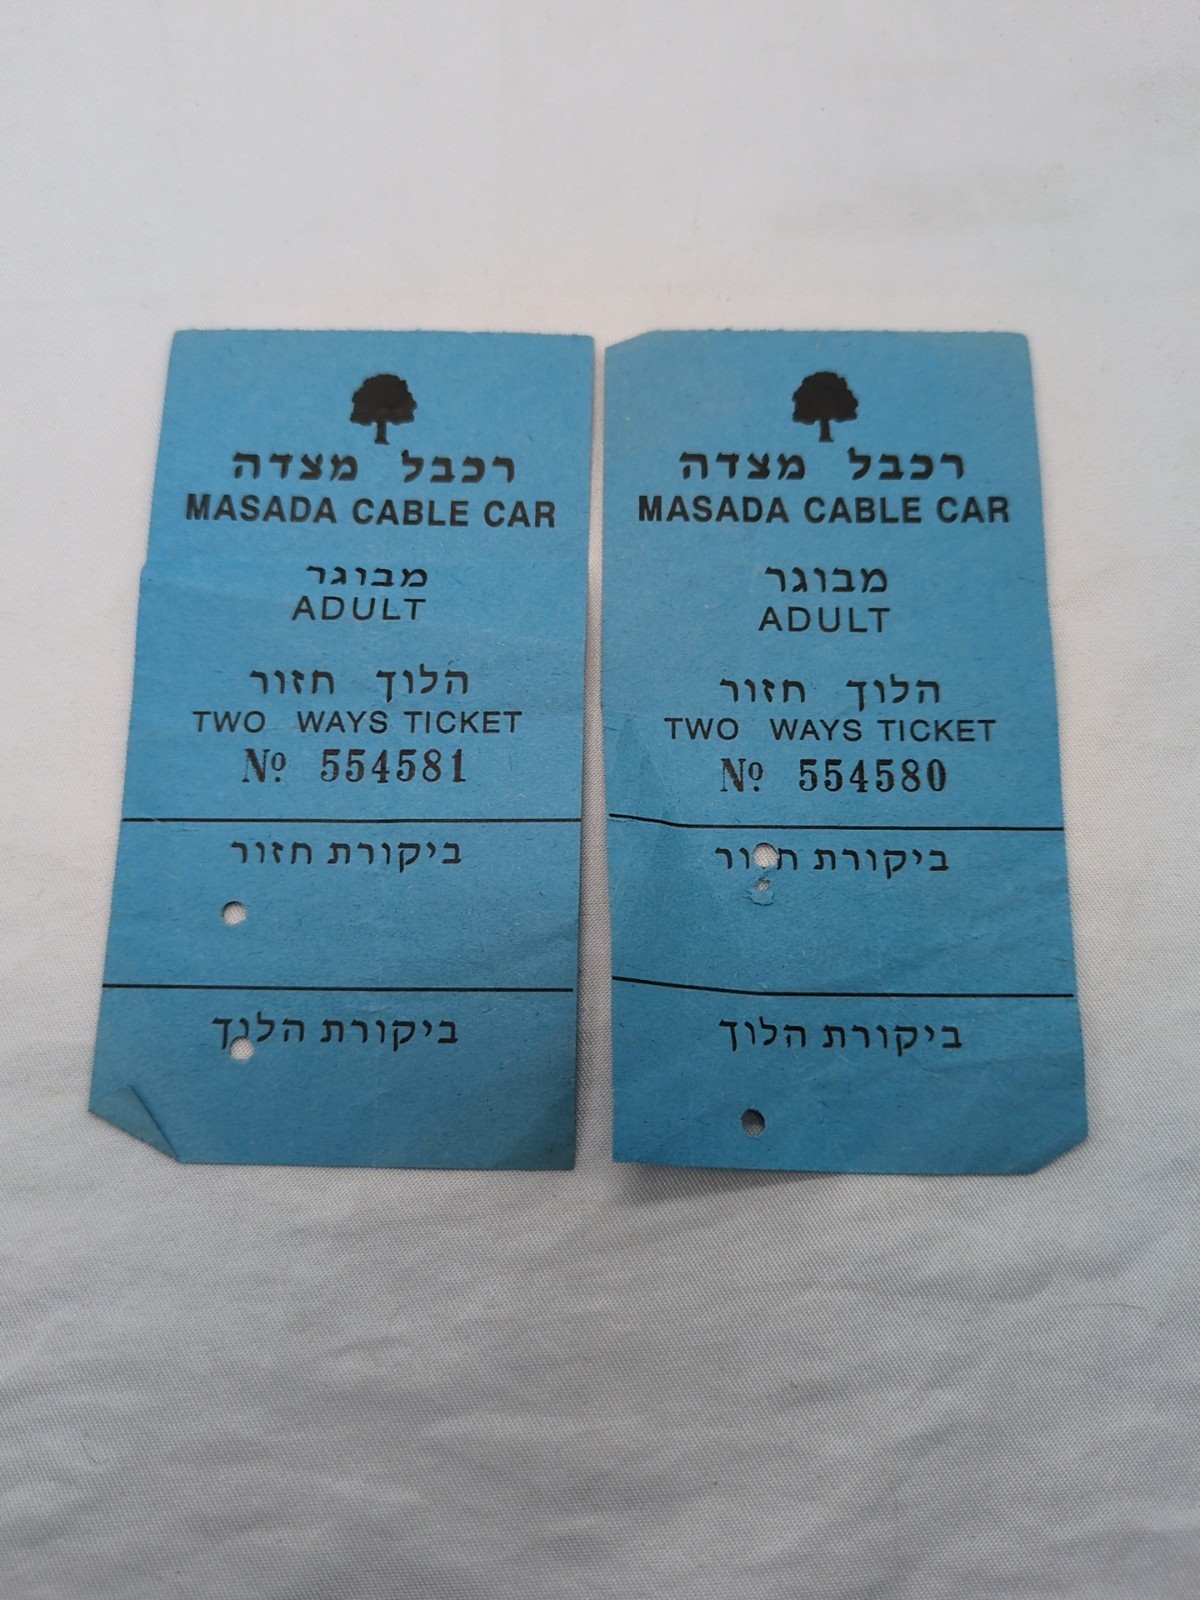 רכבל מצדה
MASADA CABLE CAR
מבוגר
ADULT
הלוך חזור
TWO WAYS TICKET
Nº 554581
ביקורת חזור
ביקורת הלוך
רכבל מצדה
MASADA CABLE CAR
מבוגר
ADULT
הלוך חזור
TWO WAYS TICKET
Nº 554580
ביקורת חזור
ביקורת הלוך